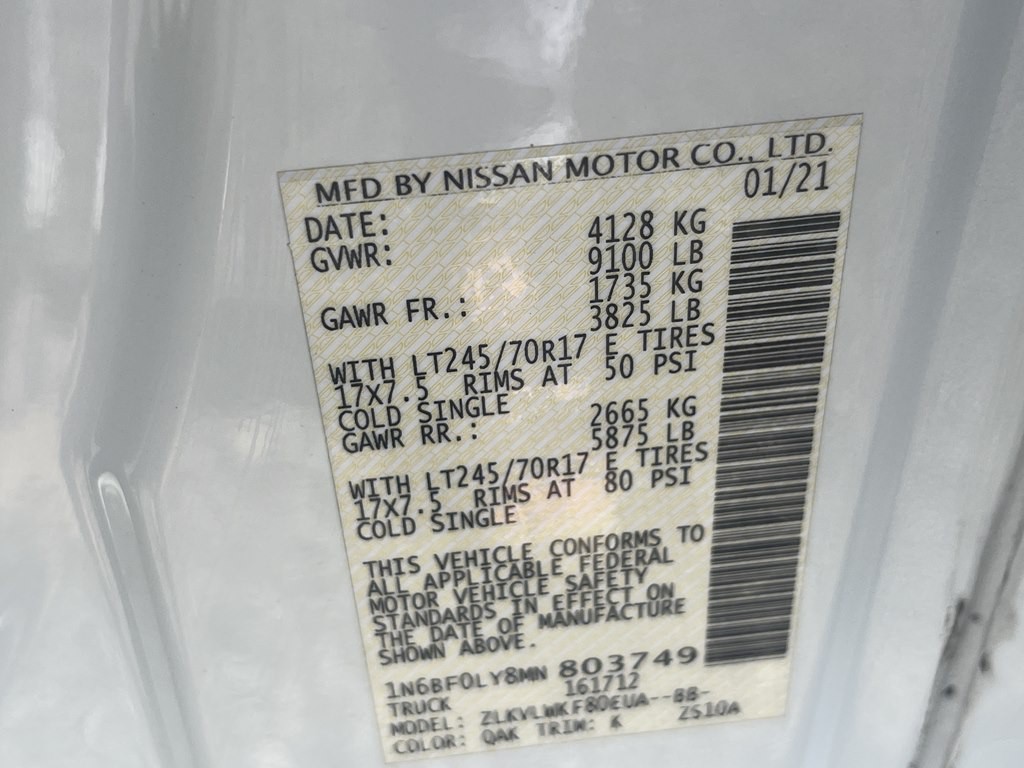 MFD BY NISSAN MOTOR CO., LTD.
DATE: 01/21
GVWR: 4128 KG
9100 LB
GAWR FR.: 1735 KG
3825 LB
WITH LT245/70R17 E TIRES
17X7.5 RIMS AT 50 PSI
COLD SINGLE
GAWR RR.: 2665 KG
5875 LB
WITH LT245/70R17 E TIRES
17X7.5 RIMS AT 80 PSI
COLD SINGLE
THIS VEHICLE CONFORMS TO
ALL APPLICABLE FEDERAL
MOTOR VEHICLE SAFETY
STANDARDS IN EFFECT ON
THE DATE OF MANUFACTURE
SHOWN ABOVE.
1N6BF0LY8MN 803749
TRUCK 161712
MODEL: ZLKVLWKF80EUA--BB-
COLOR: QAK TRIM: K ZS10A